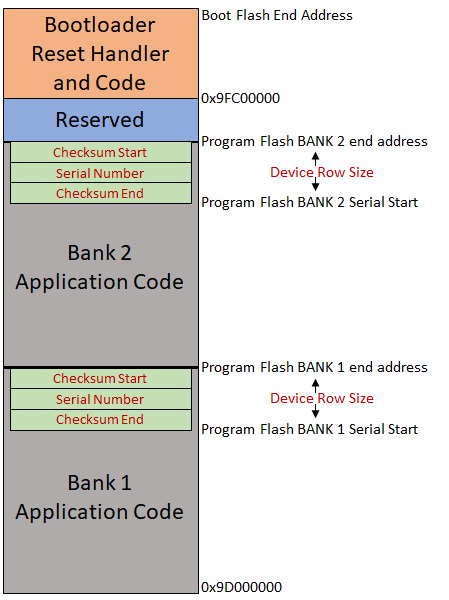 Boot Flash End Address
Bootloader
Reset Handler
and Code
0x9FC00000
Reserved
Program Flash BANK 2 end address
Checksum Start
Serial Number
Device Row Size
Checksum End
Program Flash BANK 2 Serial Start
Bank 2
Application Code
Program Flash BANK 1 end address
Checksum Start
Serial Number
Device Row Size
Checksum End
Program Flash BANK 1 Serial Start
Bank 1
Application Code
0x9D000000